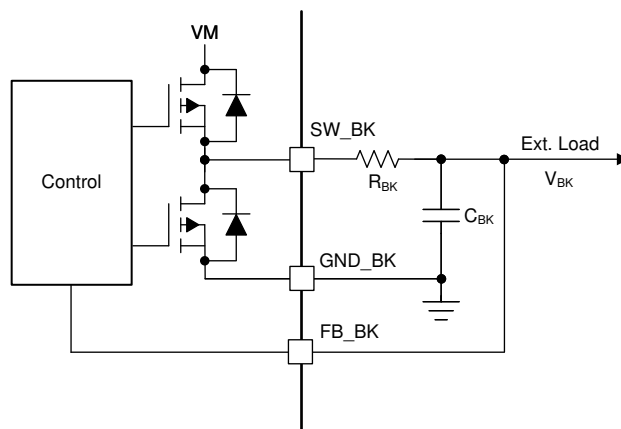 VM
SW_BK
Ext. Load
Control
R_BK
V_BK
C_BK
GND_BK
FB_BK